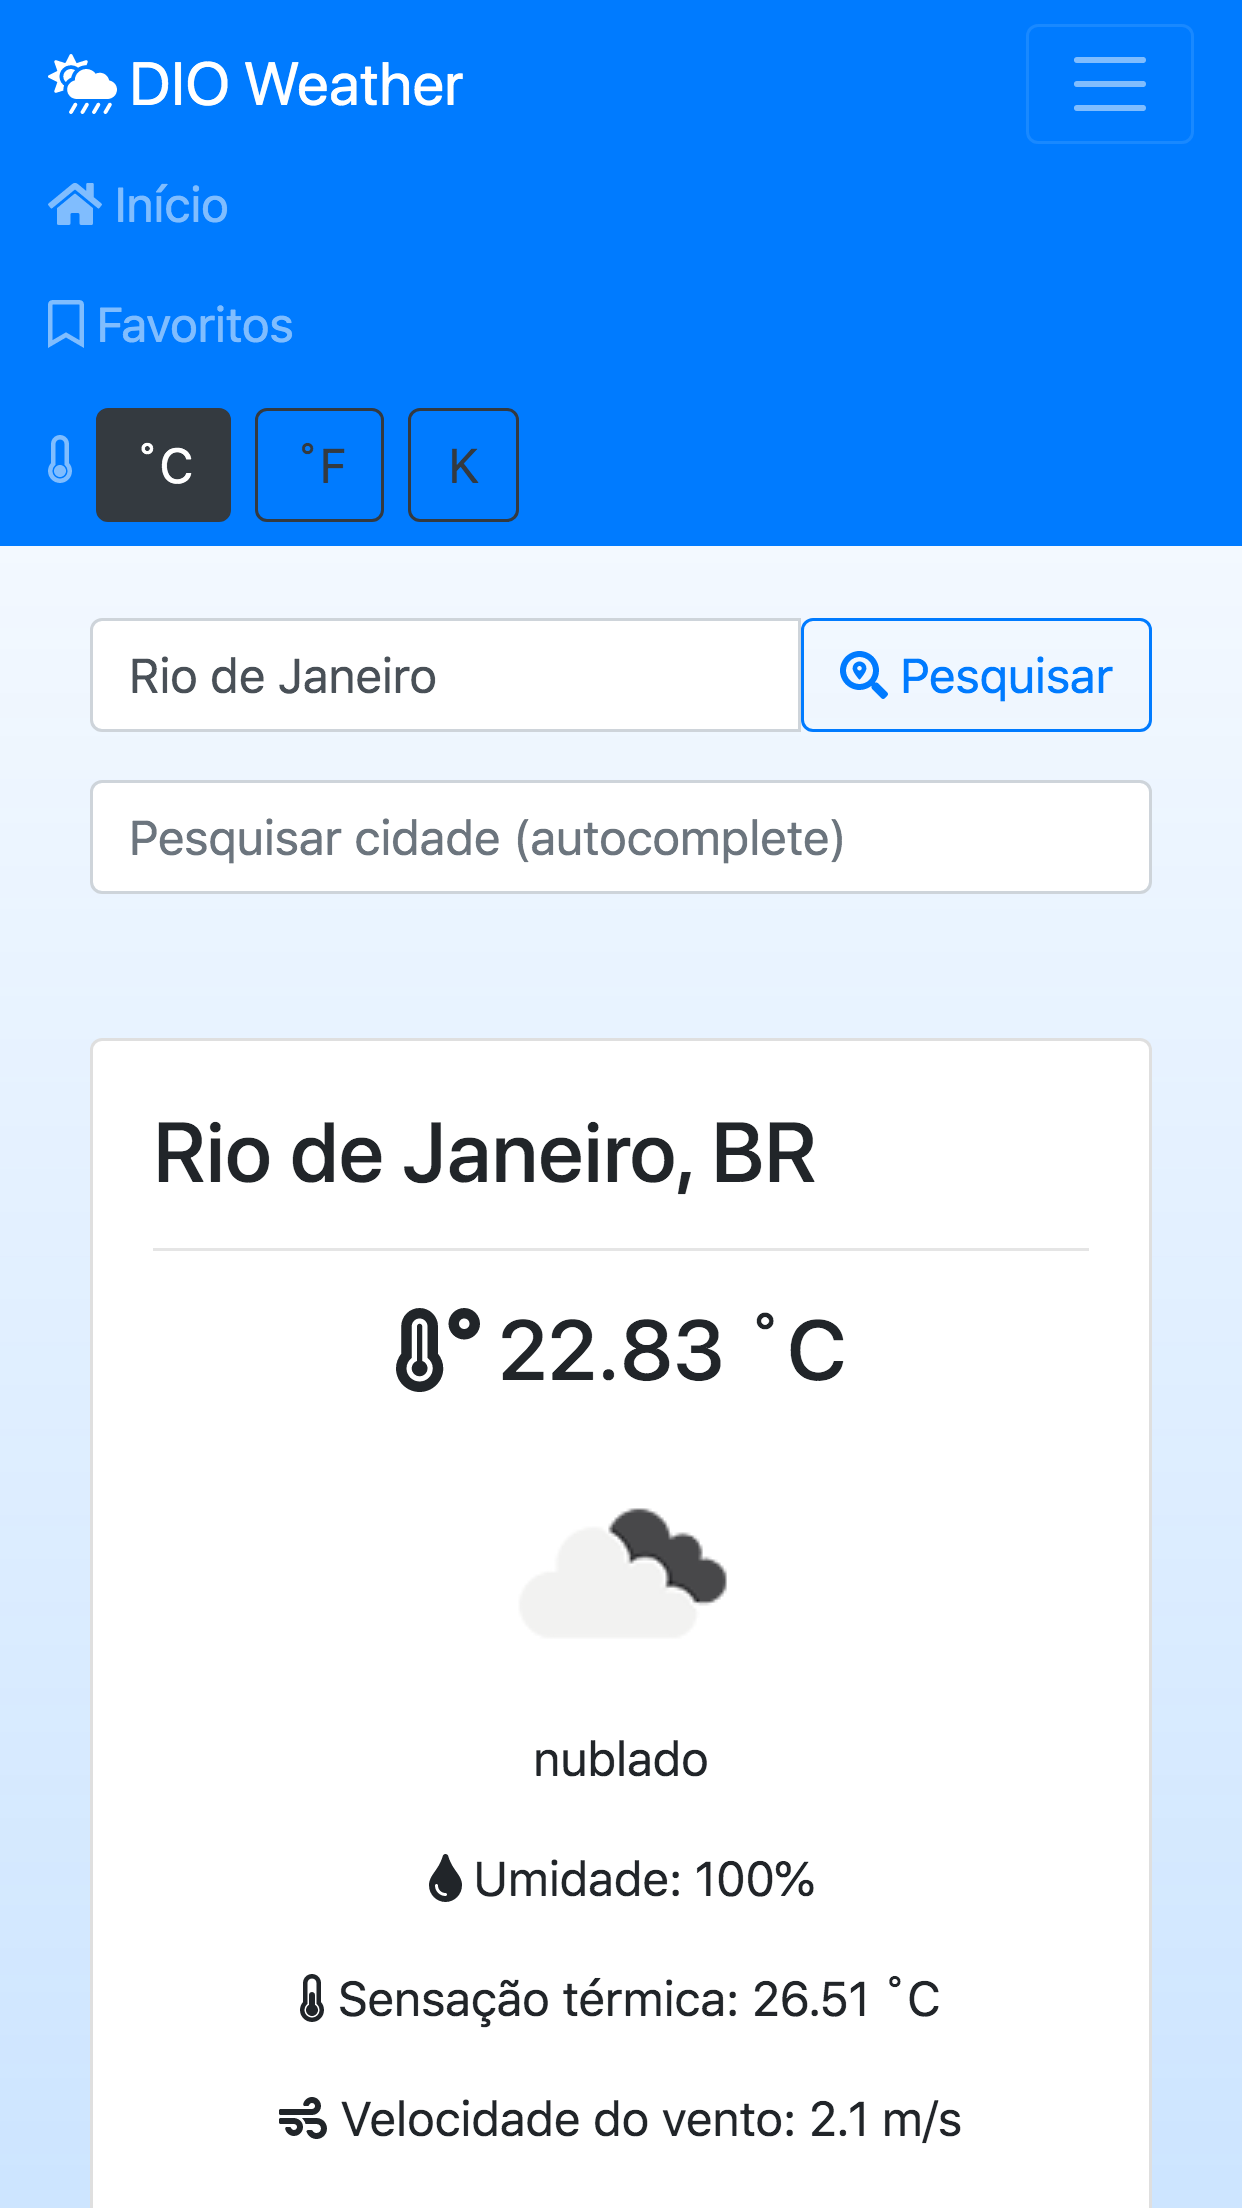 DIO Weather
Início
Favoritos
°C °F K
Rio de Janeiro Pesquisar
Pesquisar cidade (autocomplete)
Rio de Janeiro, BR
22.83 °C
nublado
Umidade: 100%
Sensação térmica: 26.51 °C
Velocidade do vento: 2.1 m/s